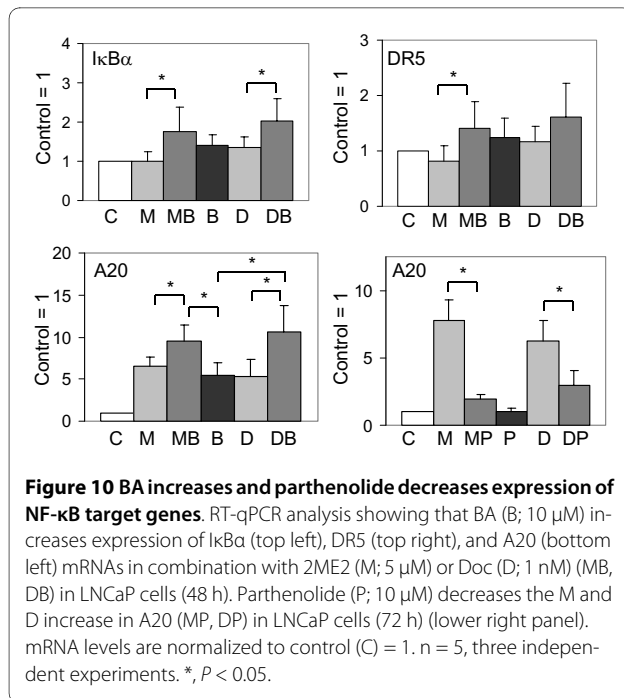 IκBα
Control = 1
4
3
2
1
0
*
*
C M MB B D DB
DR5
Control = 1
3
2
1
0
*
C M MB B D DB
A20
Control = 1
20
15
10
5
0
*
*
*
*
C M MB B D DB
A20
Control = 1
10
5
0
*
*
C M MP P D DP
Figure 10 BA increases and parthenolide decreases expression of
NF-κB target genes. RT-qPCR analysis showing that BA (B; 10 μM) in-
creases expression of IκBα (top left), DR5 (top right), and A20 (bottom
left) mRNAs in combination with 2ME2 (M; 5 μM) or Doc (D; 1 nM) (MB,
DB) in LNCaP cells (48 h). Parthenolide (P; 10 μM) decreases the M and
D increase in A20 (MP, DP) in LNCaP cells (72 h) (lower right panel).
mRNA levels are normalized to control (C) = 1. n = 5, three indepen-
dent experiments. *, P < 0.05.